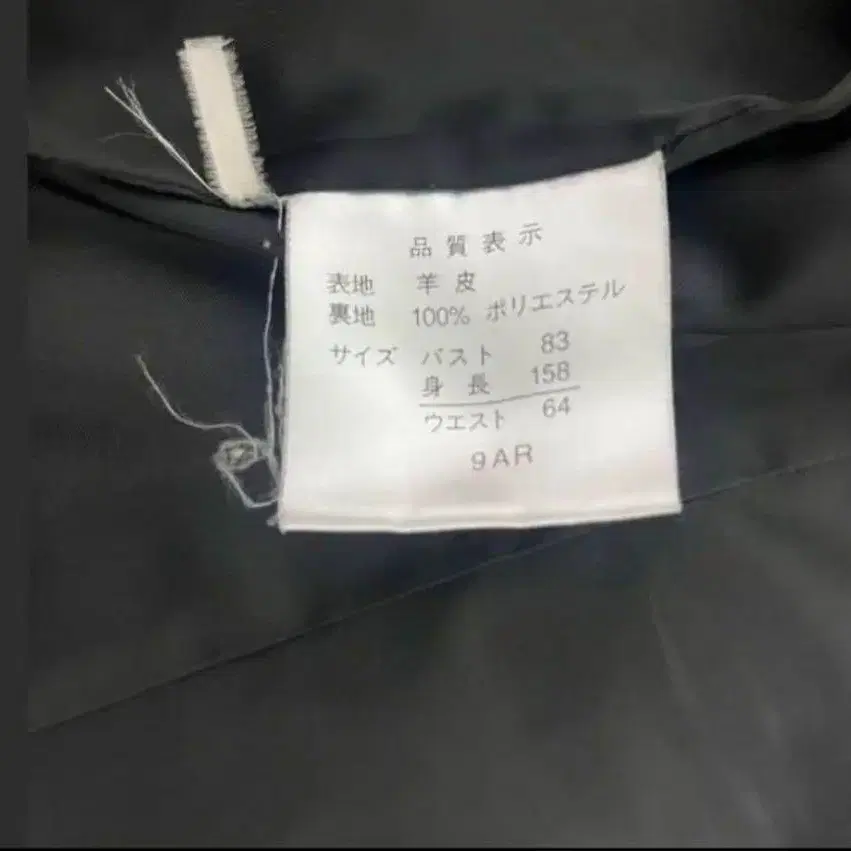 品質表示
表地 羊皮
裏地 100% ポリエステル
サイズ バスト 83
身長 158
ウエスト 64
9AR